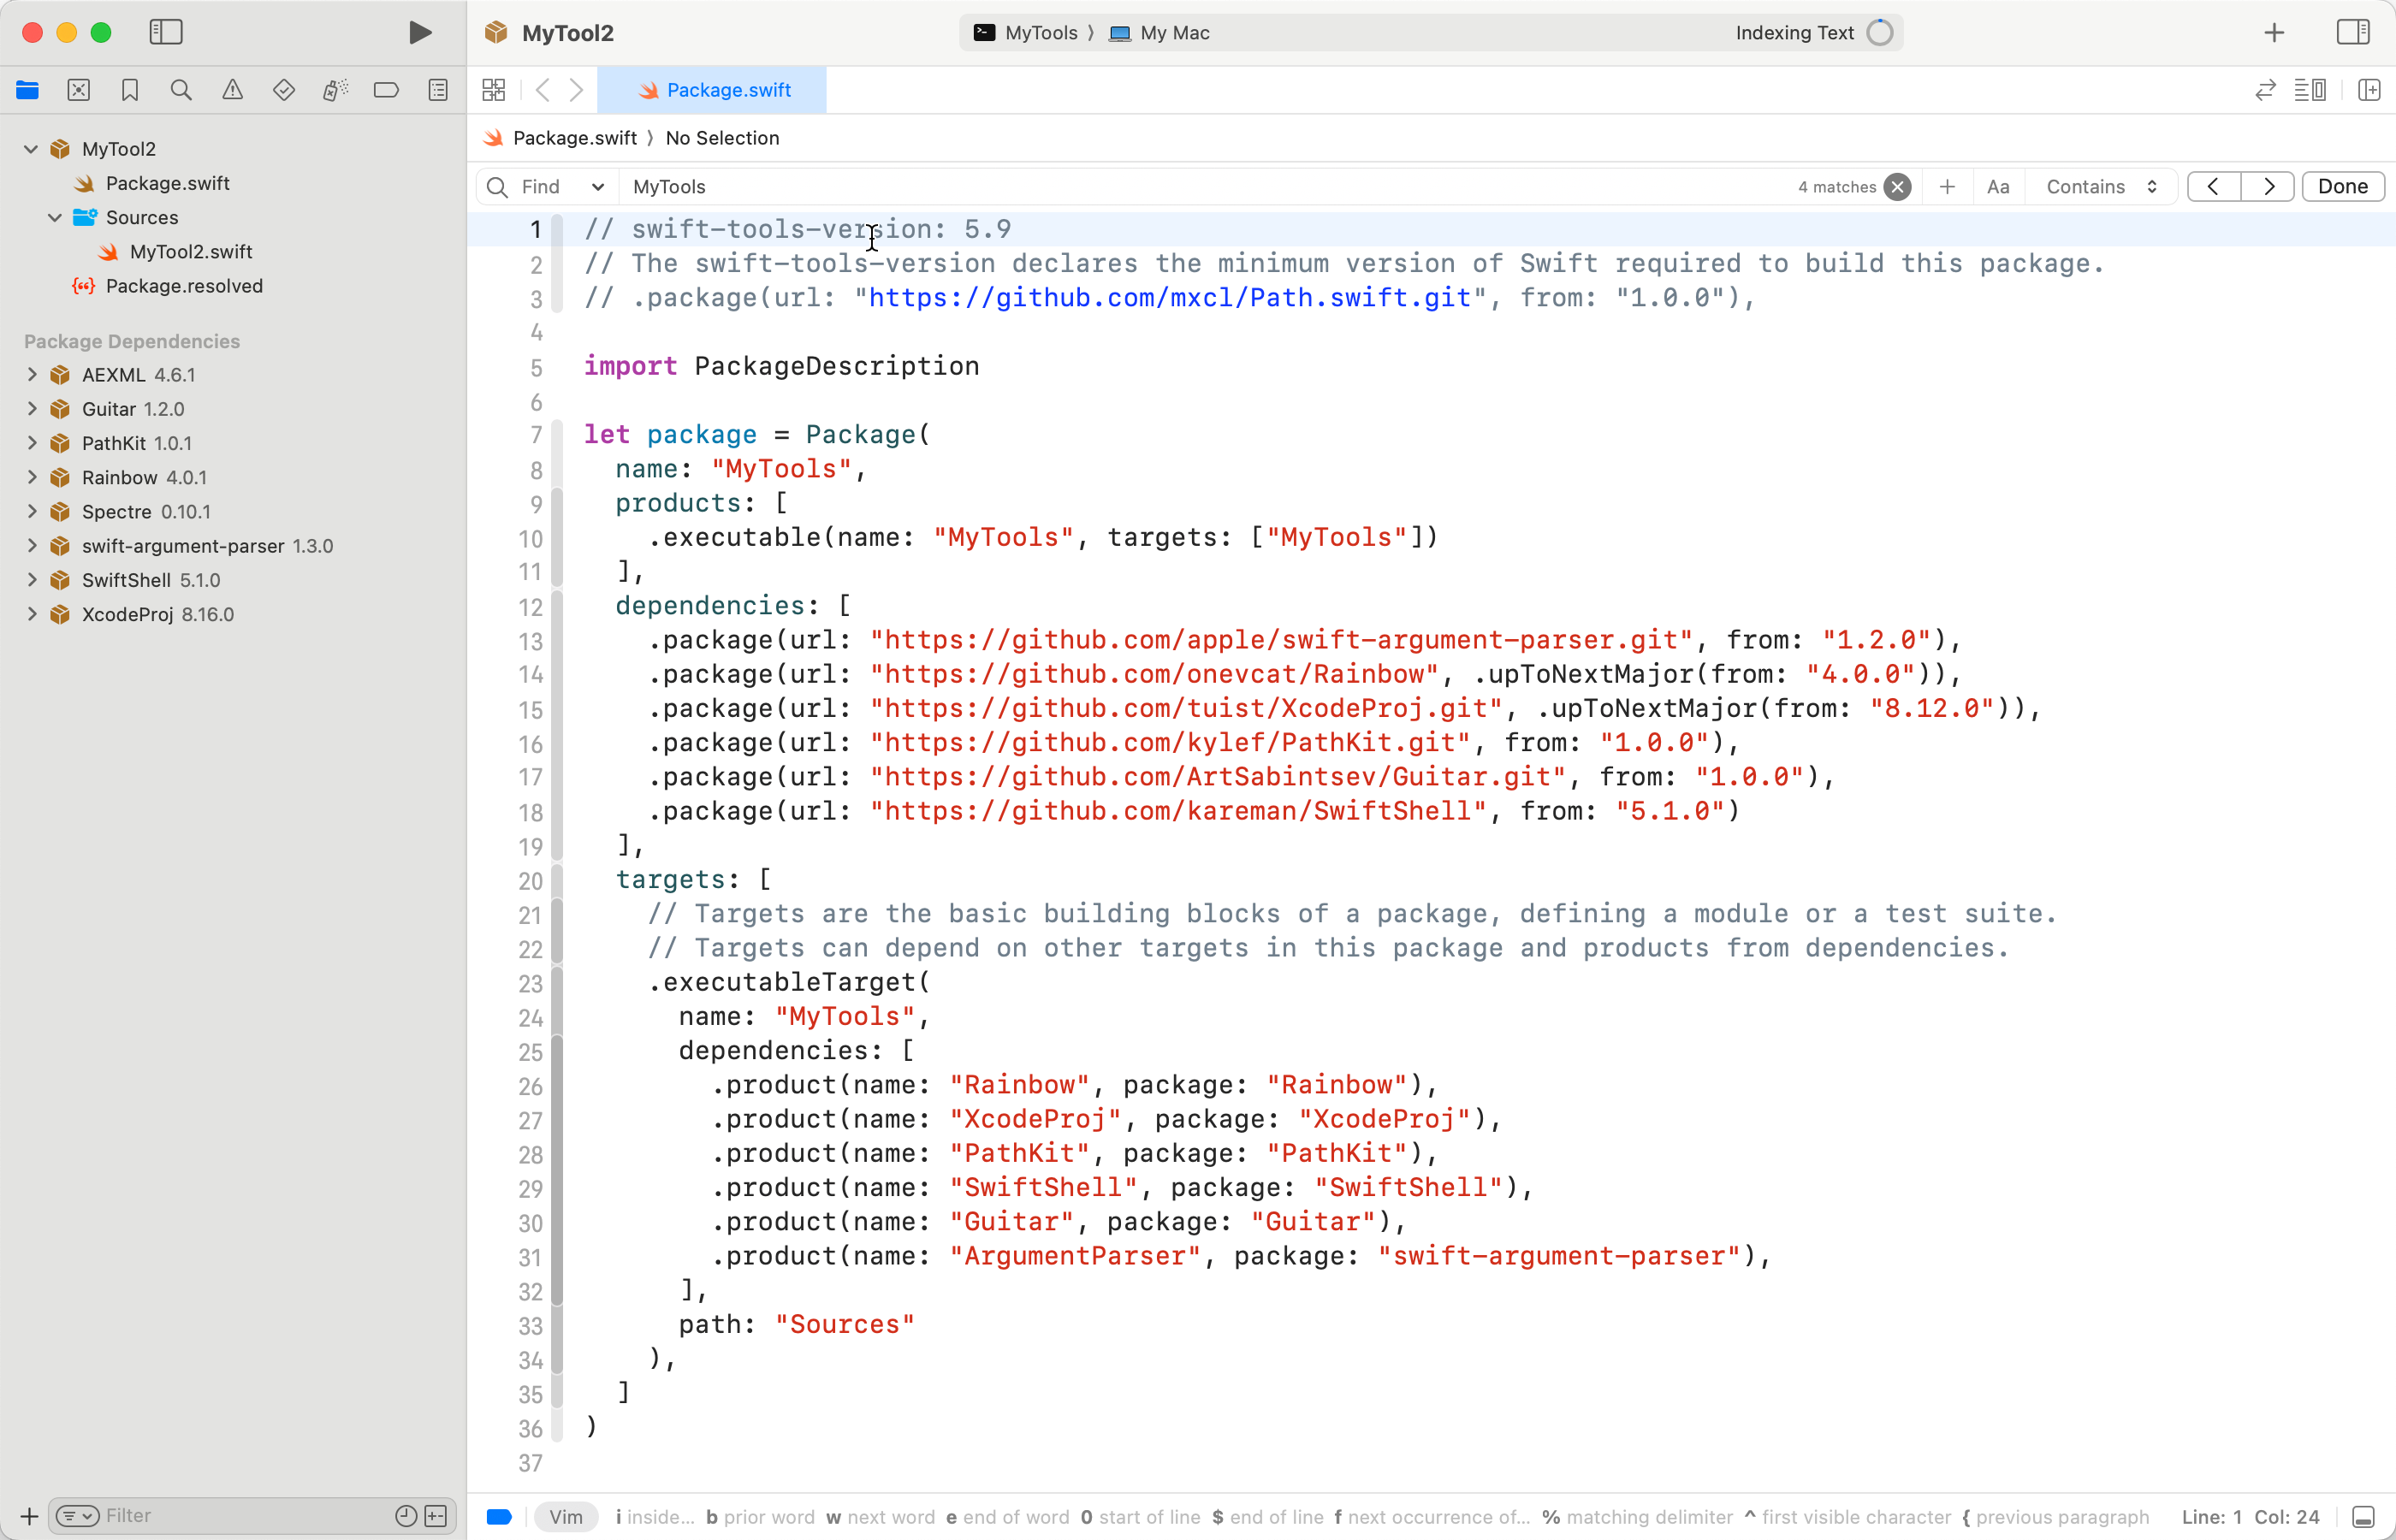 MyTool2
MyTools 〉 My Mac
Indexing Text
Package.swift
Package.swift 〉 No Selection
Find MyTools 4 matches Aa Contains Done
MyTool2
Package.swift
Sources
MyTool2.swift
Package.resolved
Package Dependencies
AEXML 4.6.1
Guitar 1.2.0
PathKit 1.0.1
Rainbow 4.0.1
Spectre 0.10.1
swift-argument-parser 1.3.0
SwiftShell 5.1.0
XcodeProj 8.16.0
Filter
1 // swift-tools-version: 5.9
2 // The swift-tools-version declares the minimum version of Swift required to build this package.
3 // .package(url: "https://github.com/mxcl/Path.swift.git", from: "1.0.0"),
4
5 import PackageDescription
6
7 let package = Package(
8   name: "MyTools",
9   products: [
10     .executable(name: "MyTools", targets: ["MyTools"])
11   ],
12   dependencies: [
13     .package(url: "https://github.com/apple/swift-argument-parser.git", from: "1.2.0"),
14     .package(url: "https://github.com/onevcat/Rainbow", .upToNextMajor(from: "4.0.0")),
15     .package(url: "https://github.com/tuist/XcodeProj.git", .upToNextMajor(from: "8.12.0")),
16     .package(url: "https://github.com/kylef/PathKit.git", from: "1.0.0"),
17     .package(url: "https://github.com/ArtSabintsev/Guitar.git", from: "1.0.0"),
18     .package(url: "https://github.com/kareman/SwiftShell", from: "5.1.0")
19   ],
20   targets: [
21     // Targets are the basic building blocks of a package, defining a module or a test suite.
22     // Targets can depend on other targets in this package and products from dependencies.
23     .executableTarget(
24       name: "MyTools",
25       dependencies: [
26         .product(name: "Rainbow", package: "Rainbow"),
27         .product(name: "XcodeProj", package: "XcodeProj"),
28         .product(name: "PathKit", package: "PathKit"),
29         .product(name: "SwiftShell", package: "SwiftShell"),
30         .product(name: "Guitar", package: "Guitar"),
31         .product(name: "ArgumentParser", package: "swift-argument-parser"),
32       ],
33       path: "Sources"
34     ),
35   ]
36 )
37
Vim i inside... b prior word w next word e end of word 0 start of line $ end of line f next occurrence of... % matching delimiter ^ first visible character { previous paragraph Line: 1 Col: 24